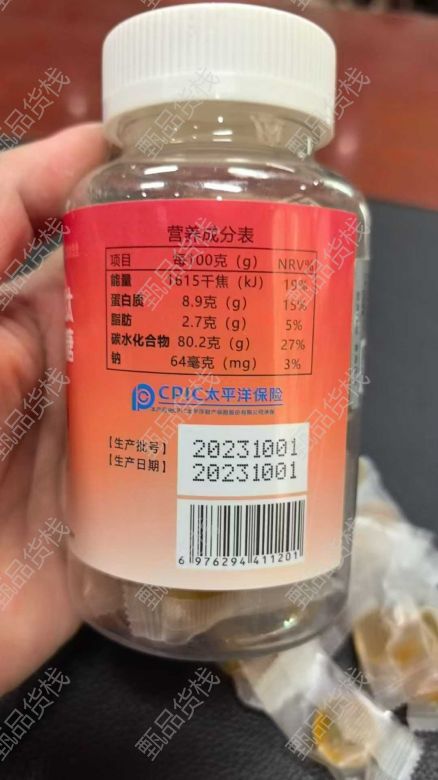 营养成分表
项目 每100克（g） NRV%
能量 1615千焦（kJ） 19%
蛋白质 8.9克（g） 15%
脂肪 2.7克（g） 5%
碳水化合物 80.2克（g） 27%
钠 64毫克（mg） 3%
CPIC太平洋保险
【生产批号】 20231001
【生产日期】 20231001
6 976294 411201
肽
糖
甄品货栈